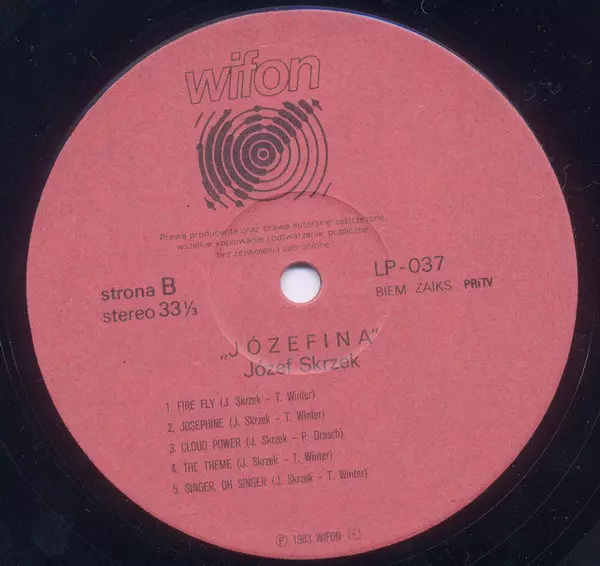 wifon
Prawa producenta oraz prawa autorskie zastrzeżone,
wszelkie kopiowanie i odtwarzanie publiczne
bez zezwolenia zabronione
strona B
stereo 33 ⅓
LP-037
BIEM ZAIKS PRiTV
„JÓZEFINA"
Józef Skrzek
1. FIRE FLY (J. Skrzek - T. Winter)
2. JOSEPHINE (J. Skrzek - T. Winter)
3. CLOUD POWER (J. Skrzek - P. Drasch)
4. THE THEME (J. Skrzek - T. Winter)
5. SINGER, OH SINGER (J. Skrzek - T. Winter)
Ⓟ 1983 WIFON